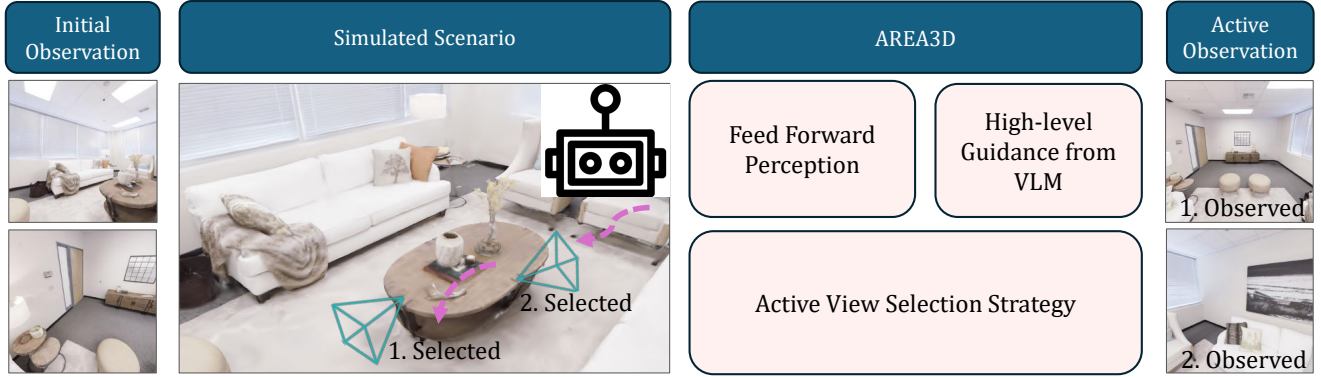 Initial
Observation
Simulated Scenario
AREA3D
Active
Observation
Feed Forward
Perception
High-level
Guidance from
VLM
1. Observed
2. Selected
Active View Selection Strategy
1. Selected
2. Observed